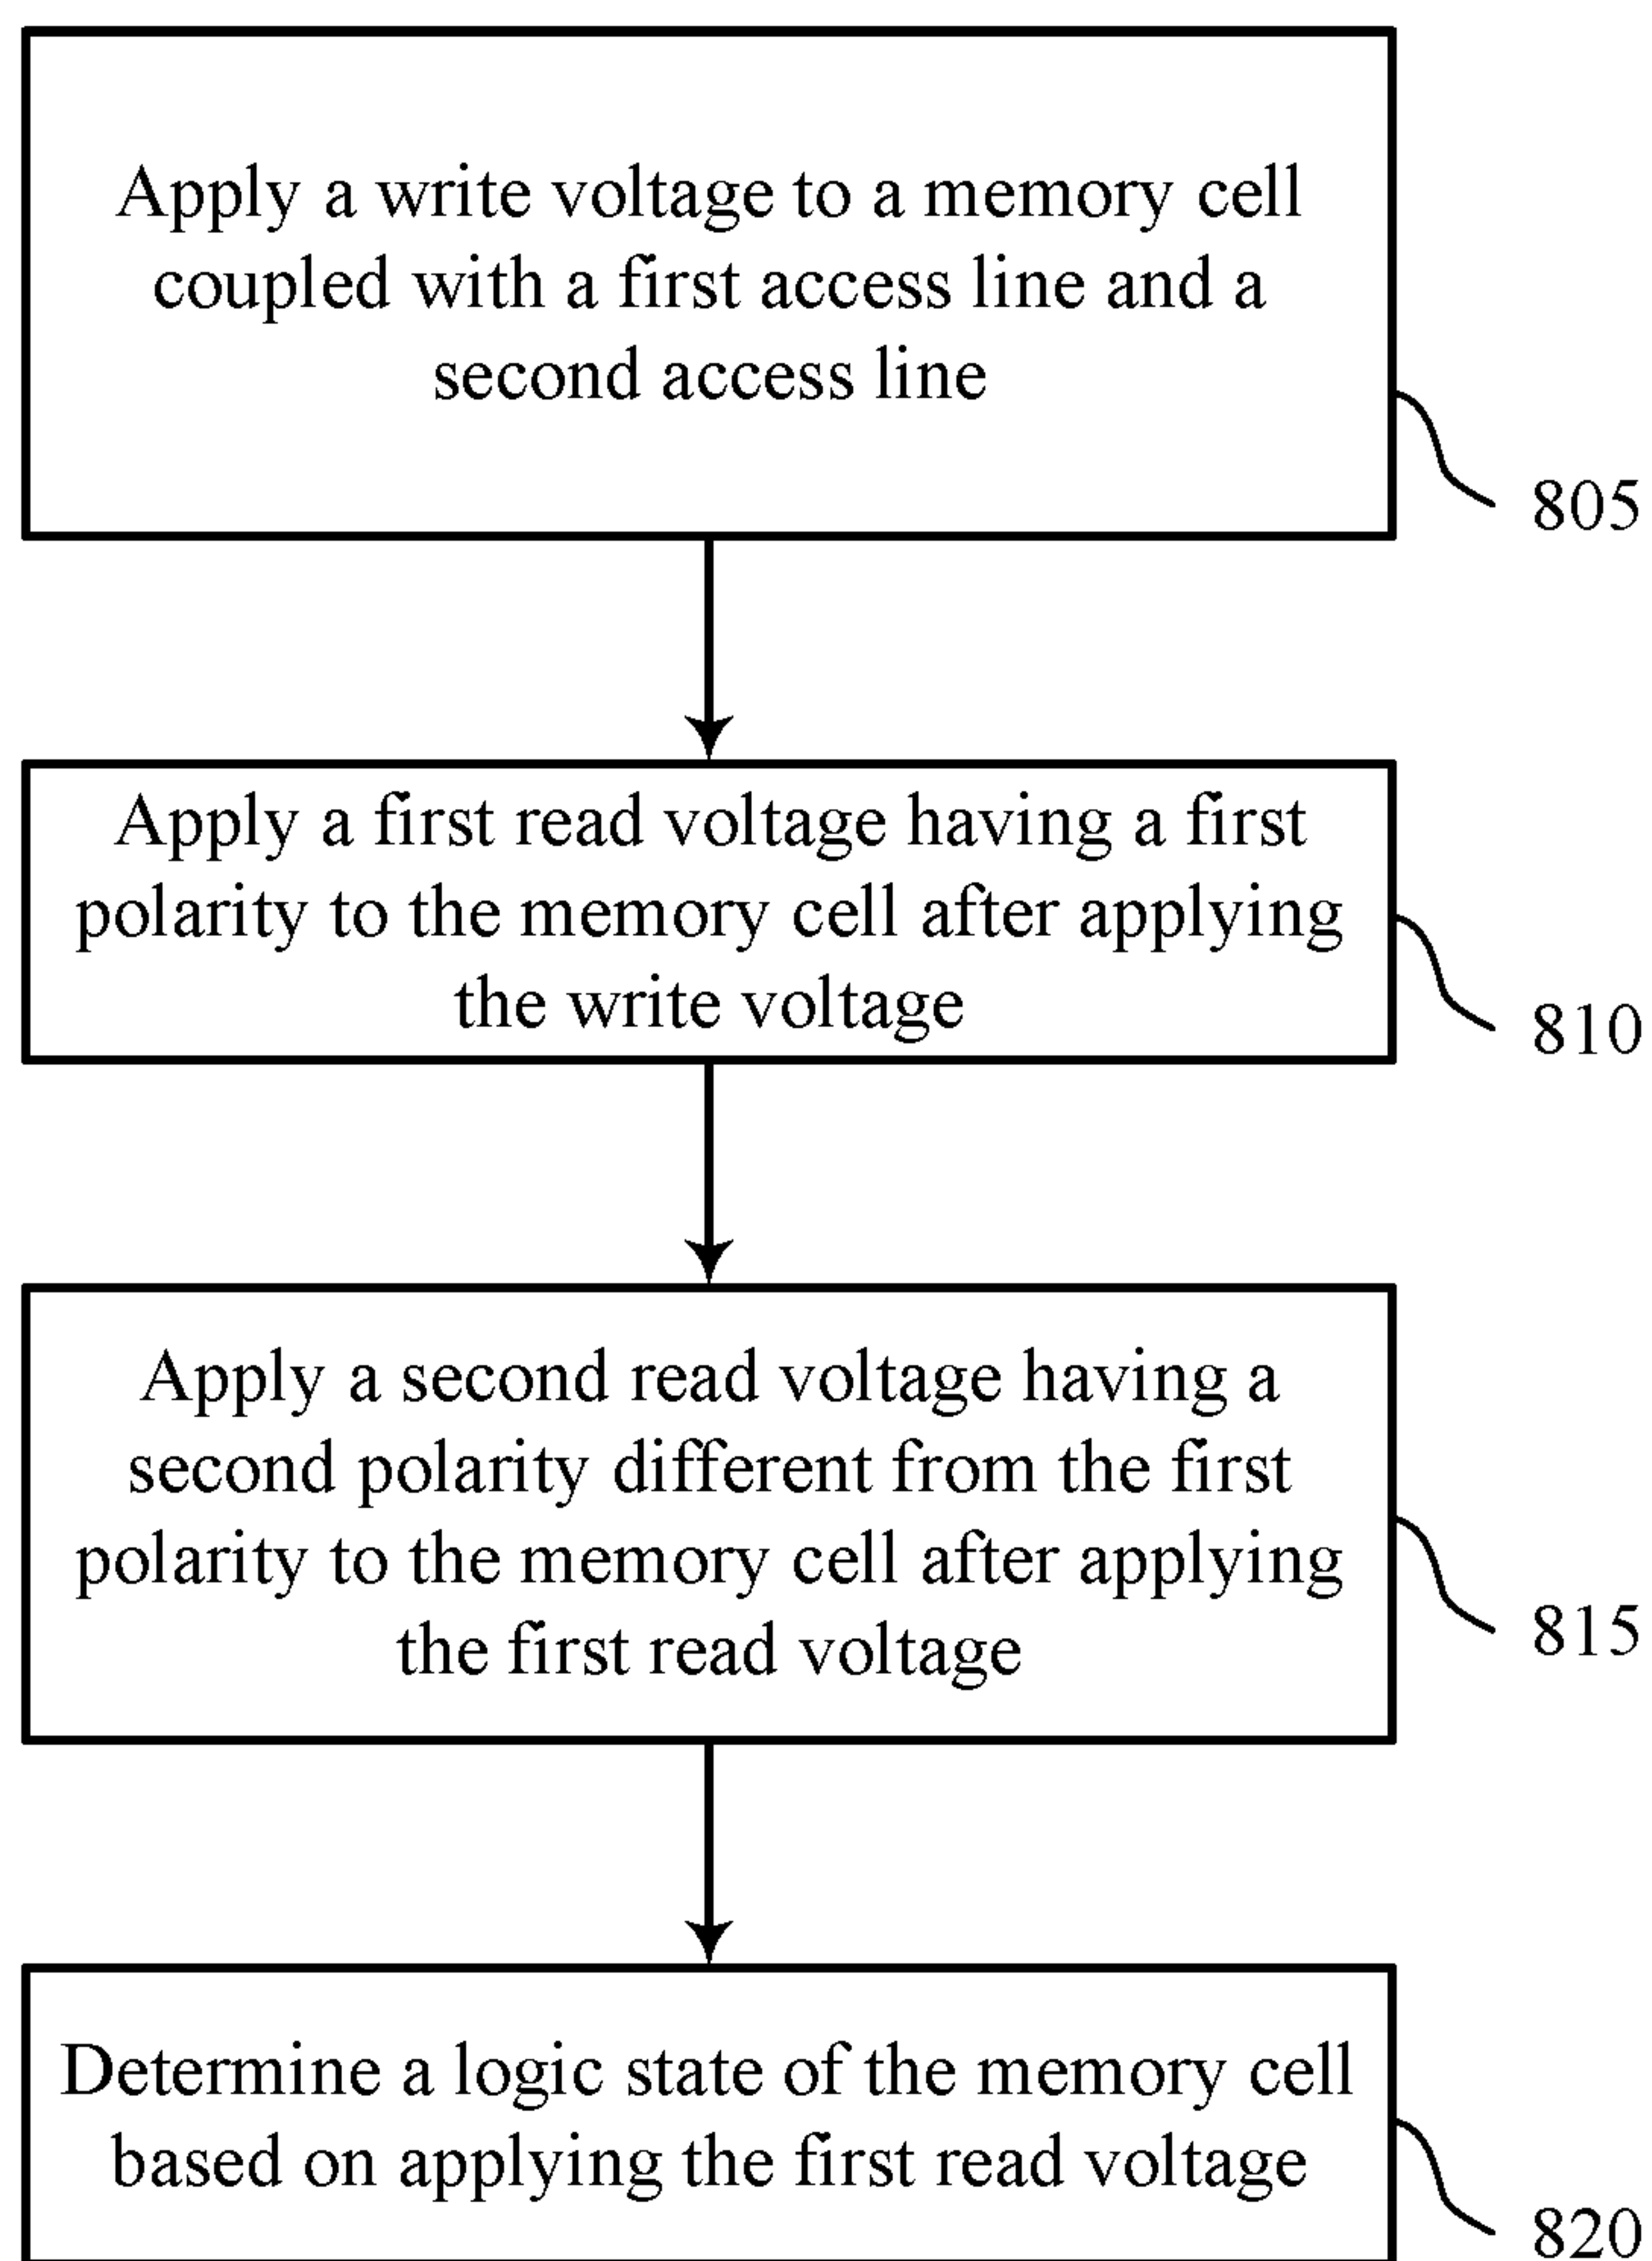 Apply a write voltage to a memory cell
coupled with a first access line and a
second access line
805
Apply a first read voltage having a first
polarity to the memory cell after applying
the write voltage
810
Apply a second read voltage having a
second polarity different from the first
polarity to the memory cell after applying
the first read voltage
815
Determine a logic state of the memory cell
based on applying the first read voltage
820